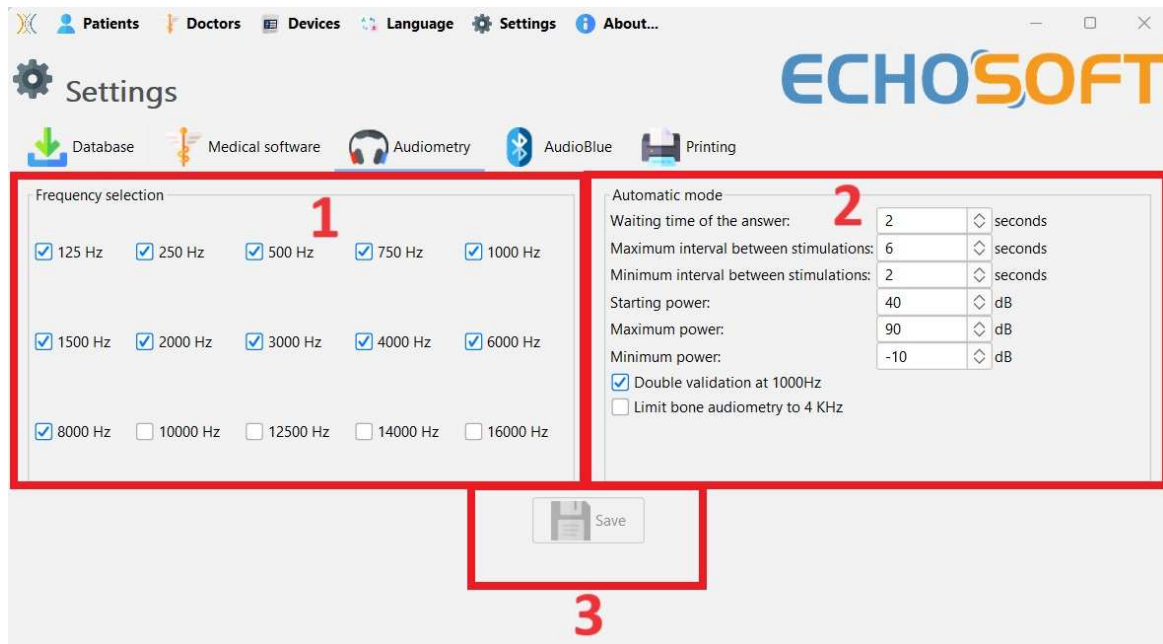 Patients Doctors Devices Language Settings About...
Settings
ECHOSOFT
Database Medical software Audiometry AudioBlue Printing
Frequency selection
1
125 Hz 250 Hz 500 Hz 750 Hz 1000 Hz
1500 Hz 2000 Hz 3000 Hz 4000 Hz 6000 Hz
8000 Hz 10000 Hz 12500 Hz 14000 Hz 16000 Hz
Automatic mode
2
Waiting time of the answer: 2 seconds
Maximum interval between stimulations: 6 seconds
Minimum interval between stimulations: 2 seconds
Starting power: 40 dB
Maximum power: 90 dB
Minimum power: -10 dB
Double validation at 1000Hz
Limit bone audiometry to 4 KHz
Save
3